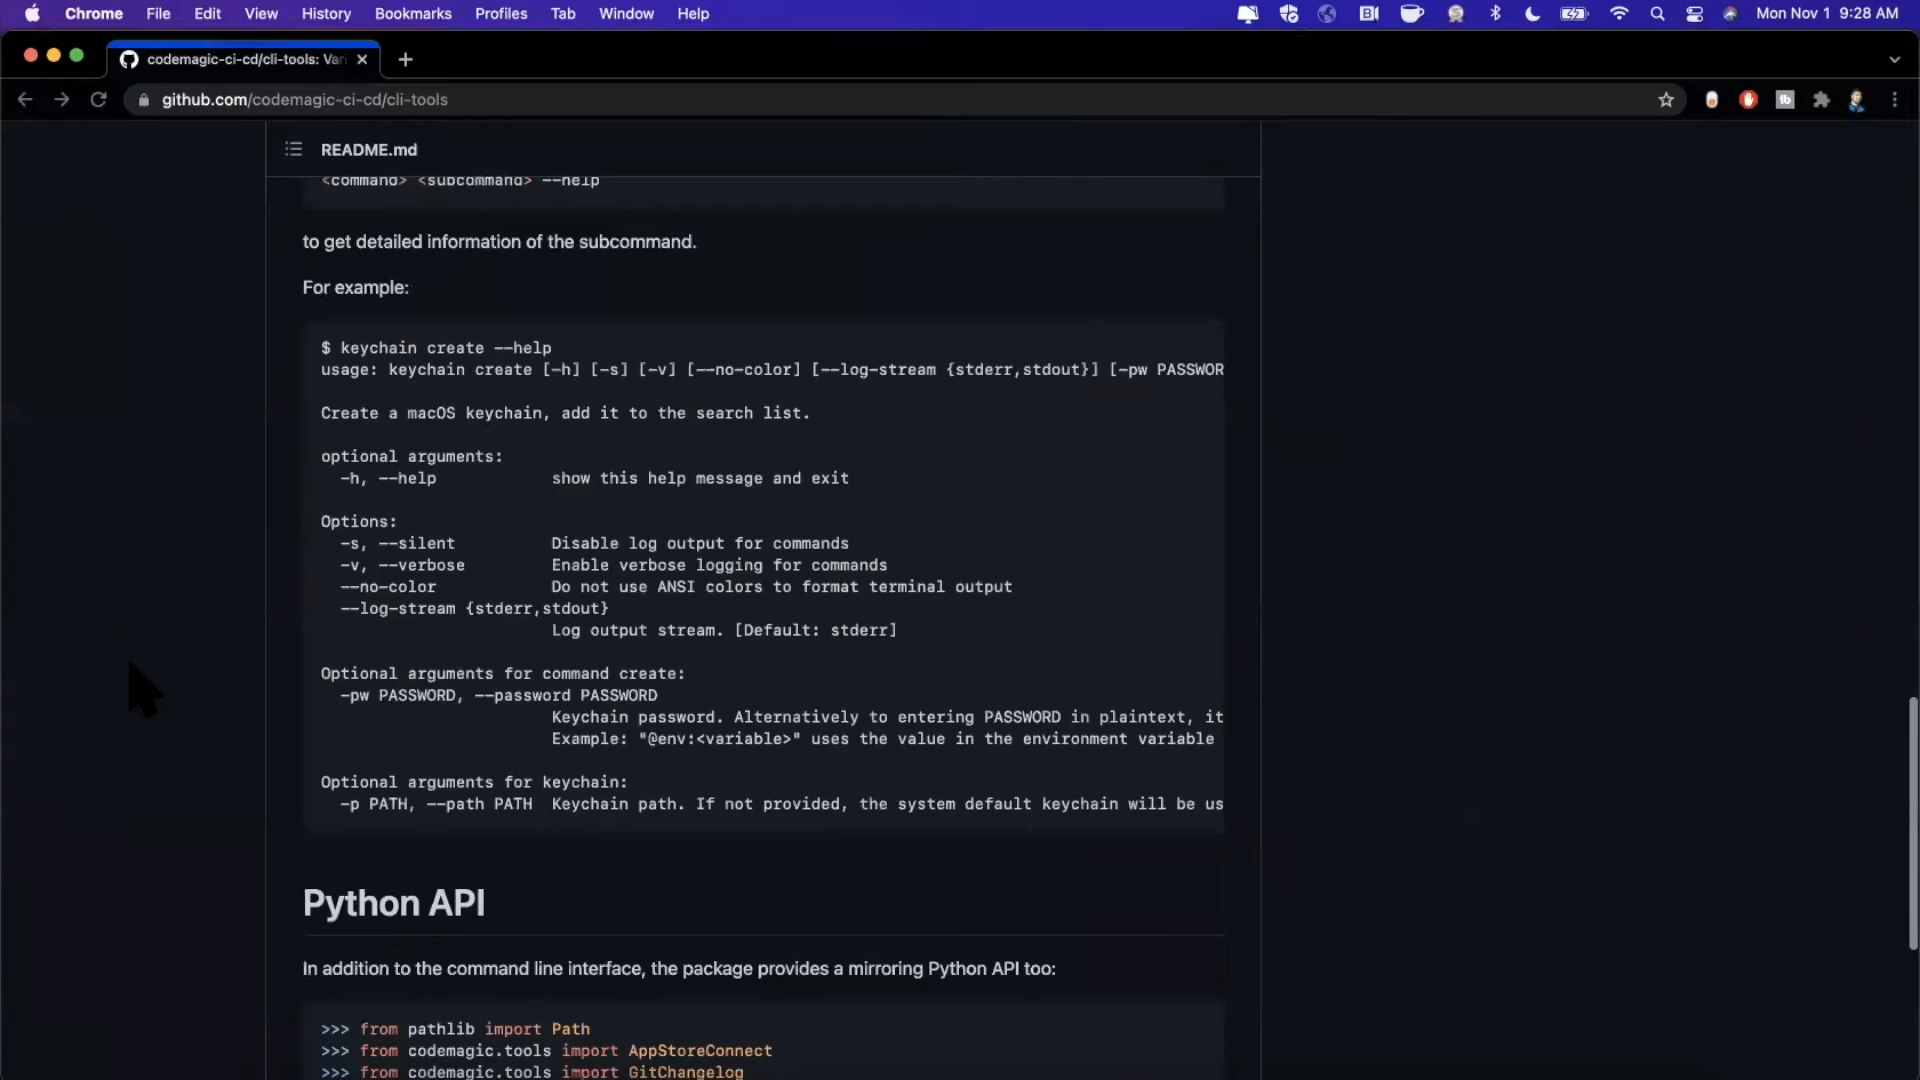 Chrome File Edit View History Bookmarks Profiles Tab Window Help Mon Nov 1 9:28 AM
codemagic-ci-cd/cli-tools: Vari
github.com/codemagic-ci-cd/cli-tools
README.md
<command> <subcommand> --help
to get detailed information of the subcommand.
For example:
$ keychain create --help
usage: keychain create [-h] [-s] [-v] [--no-color] [--log-stream {stderr,stdout}] [-pw PASSWOR
Create a macOS keychain, add it to the search list.
optional arguments:
-h, --help show this help message and exit
Options:
-s, --silent Disable log output for commands
-v, --verbose Enable verbose logging for commands
--no-color Do not use ANSI colors to format terminal output
--log-stream {stderr,stdout}
Log output stream. [Default: stderr]
Optional arguments for command create:
-pw PASSWORD, --password PASSWORD
Keychain password. Alternatively to entering PASSWORD in plaintext, it
Example: "@env:<variable>" uses the value in the environment variable
Optional arguments for keychain:
-p PATH, --path PATH Keychain path. If not provided, the system default keychain will be us
Python API
In addition to the command line interface, the package provides a mirroring Python API too:
>>> from pathlib import Path
>>> from codemagic.tools import AppStoreConnect
>>> from codemagic.tools import GitChangelog